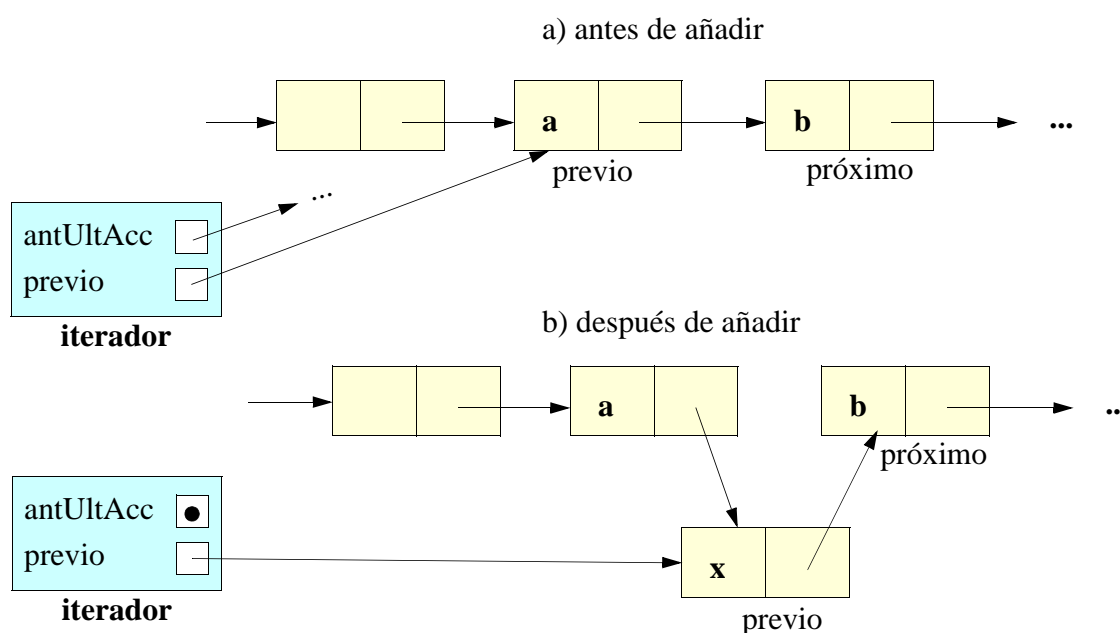 a) antes de añadir
a
b
...
previo
próximo
...
antUltAcc
previo
iterador
b) después de añadir
a
b
..
próximo
antUltAcc
previo
x
iterador
previo